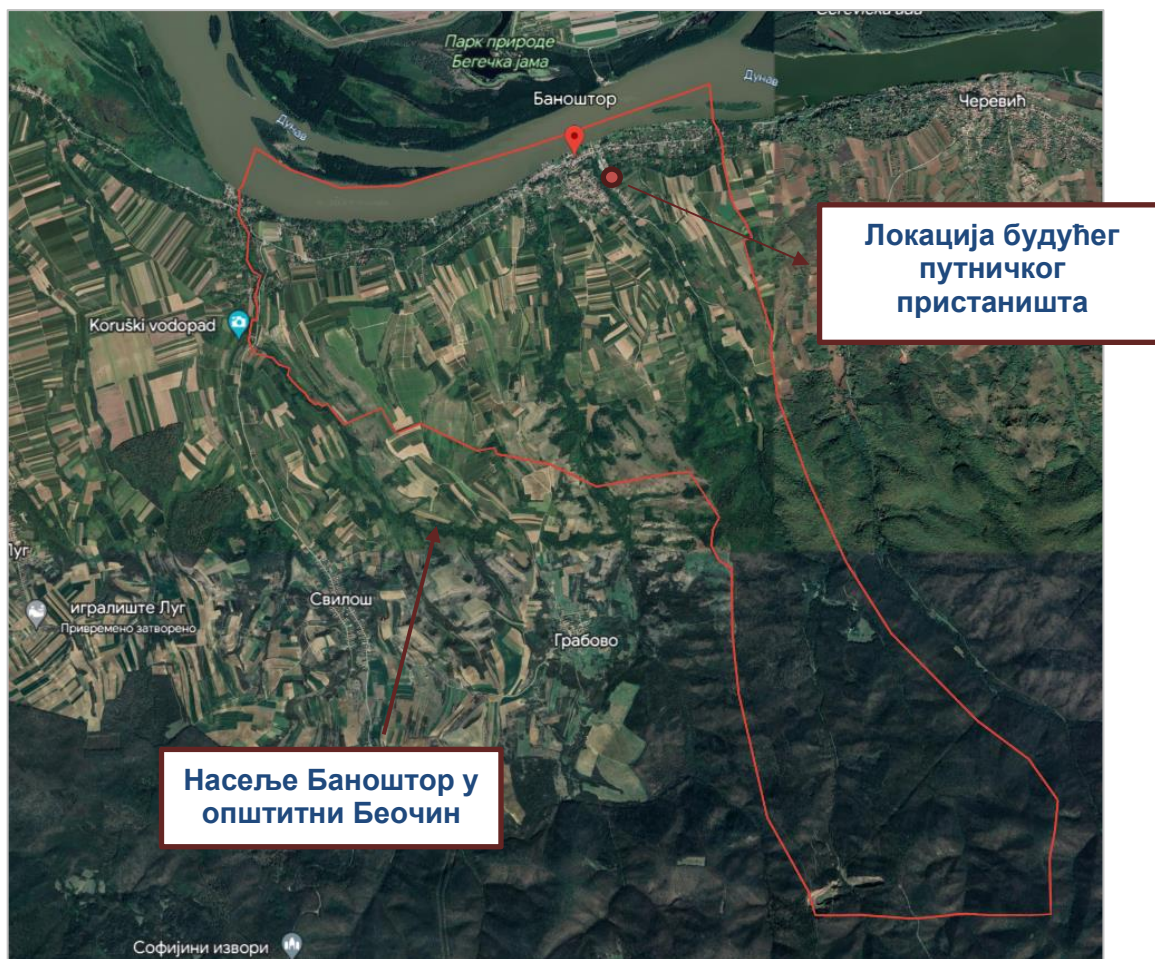 Парк природе
Бегечка јама
Дунав
Баноштор
Черевић
Дунав
Локација будућег
путничког
пристаништа
Koruški vodopad
Луг
игралиште Луг
Привремено затворено
Свилош
Грабово
Насеље Баноштор у
општитни Беочин
Софијини извори